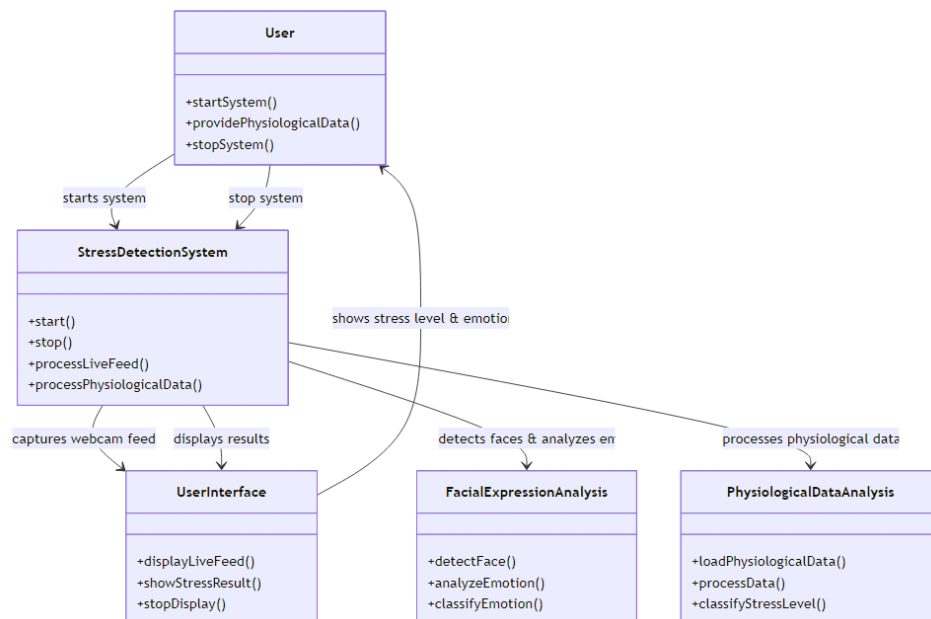 User
+startSystem()
+providePhysiologicalData()
+stopSystem()
starts system
stop system
StressDetectionSystem
+start()
+stop()
+processLiveFeed()
+processPhysiologicalData()
shows stress level & emotion
captures webcam feed
displays results
detects faces & analyzes em
processes physiological data
UserInterface
+displayLiveFeed()
+showStressResult()
+stopDisplay()
FacialExpressionAnalysis
+detectFace()
+analyzeEmotion()
+classifyEmotion()
PhysiologicalDataAnalysis
+loadPhysiologicalData()
+processData()
+classifyStressLevel()